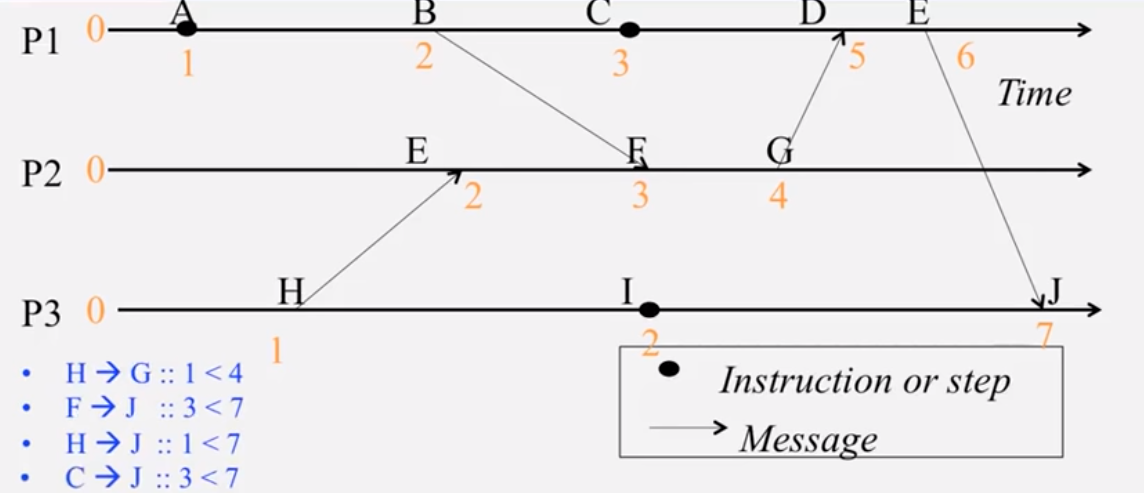 A B C D E
P1 0
1 2 3 5 6
Time
E F G
P2 0
2 3 4
H I J
P3 0
1 2 7
• H → G :: 1 < 4
• F → J :: 3 < 7
• H → J :: 1 < 7
• C → J :: 3 < 7
Instruction or step
Message